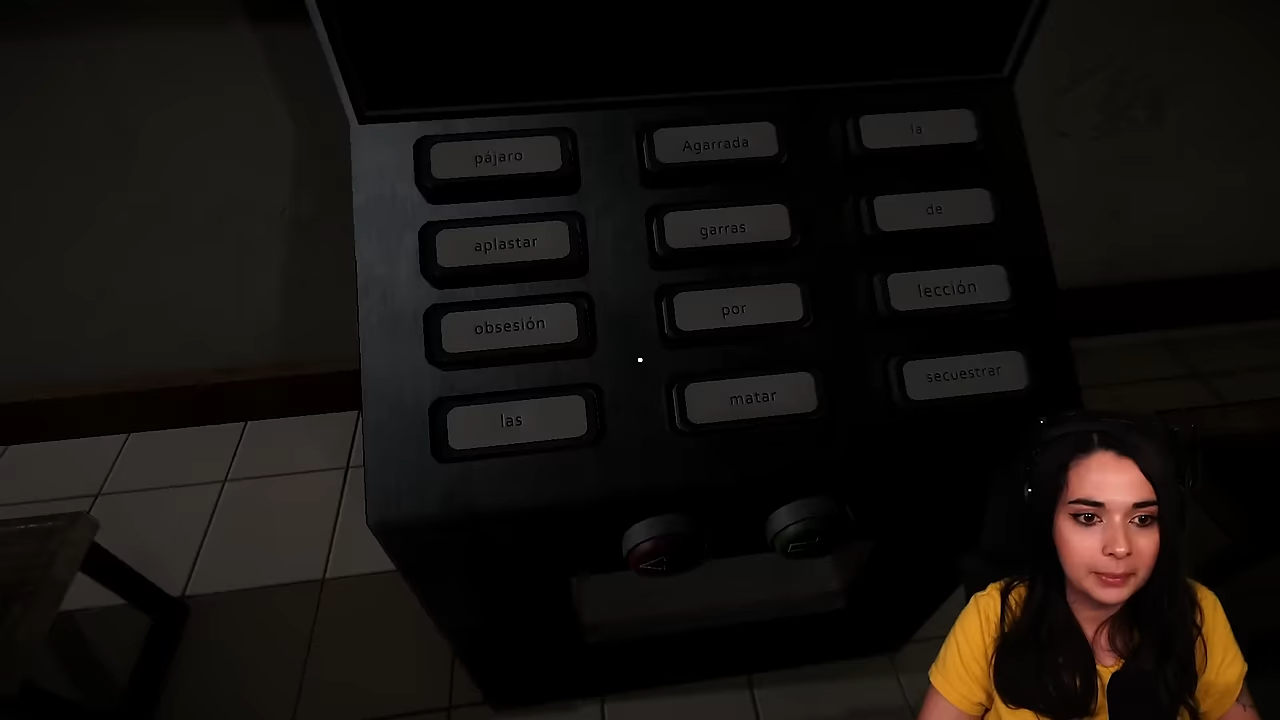 pájaro
Agarrada
la
aplastar
garras
de
obsesión
por
lección
las
matar
secuestrar